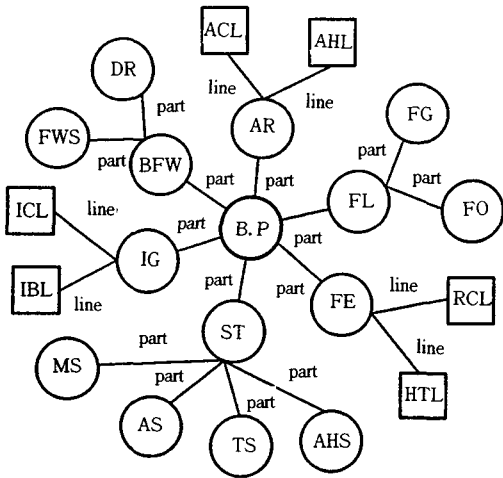 ACL
AHL
DR
line
line
part
FWS
AR
FG
part
BFW
part
part
part
part
FO
ICL
line
part
B.P
FL
IG
part
line
RCL
IBL
line
part
part
FE
ST
line
part
part
HTL
MS
part
part
AS
TS
AHS